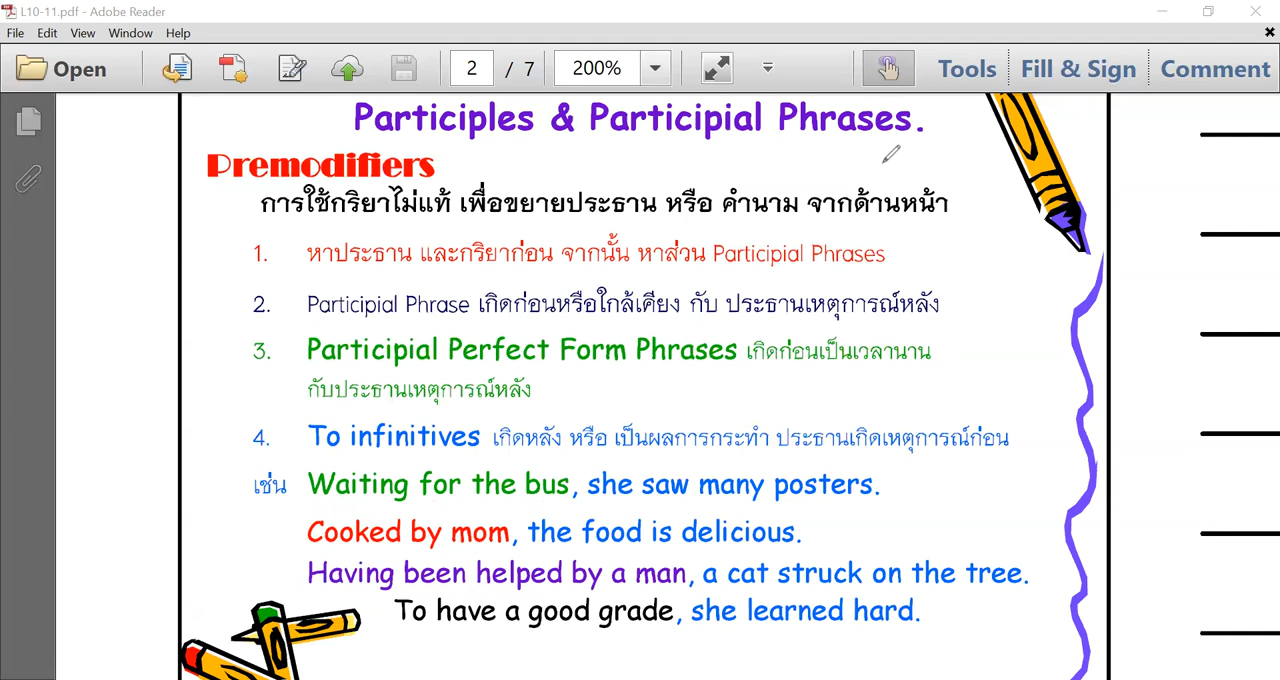 L10-11.pdf - Adobe Reader
File Edit View Window Help
Open 2 / 7 200% Tools Fill & Sign Comment
Participles & Participial Phrases.
Premodifiers
การใช้กริยาไม่แท้ เพื่อขยายประธาน หรือ คำนาม จากด้านหน้า
1. หาประธาน และกริยาก่อน จากนั้น หาส่วน Participial Phrases
2. Participial Phrase เกิดก่อนหรือใกล้เคียง กับ ประธานเหตุการณ์หลัง
3. Participial Perfect Form Phrases เกิดก่อนเป็นเวลานาน
กับประธานเหตุการณ์หลัง
4. To infinitives เกิดหลัง หรือ เป็นผลการกระทำ ประธานเกิดเหตุการณ์ก่อน
เช่น Waiting for the bus, she saw many posters.
Cooked by mom, the food is delicious.
Having been helped by a man, a cat struck on the tree.
To have a good grade, she learned hard.